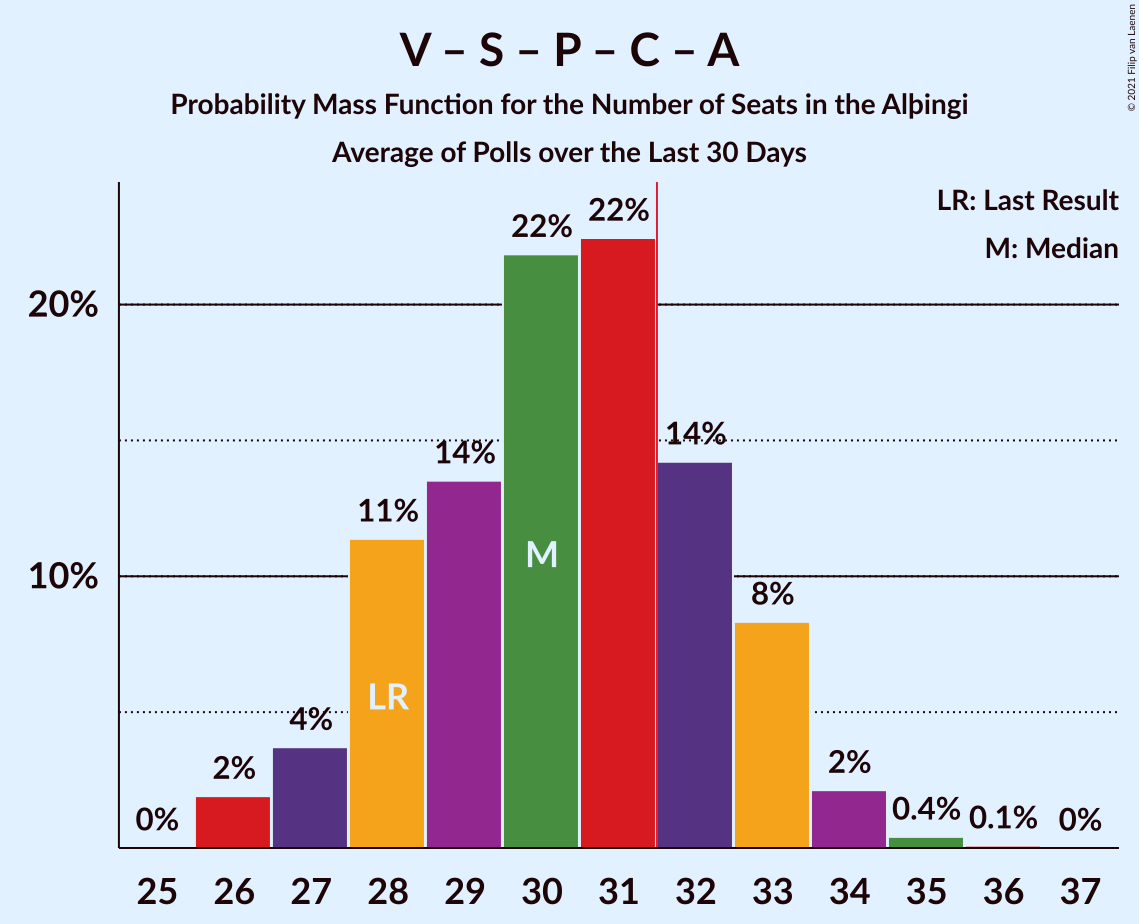 V – S – P – C – A
Probability Mass Function for the Number of Seats in the Alþingi
Average of Polls over the Last 30 Days
© 2021 Filip van Laenen
LR: Last Result
M: Median
20%
10%
0%
2%
4%
11%
14%
22%
22%
14%
8%
2%
0.4%
0.1%
0%
LR
M
25 26 27 28 29 30 31 32 33 34 35 36 37